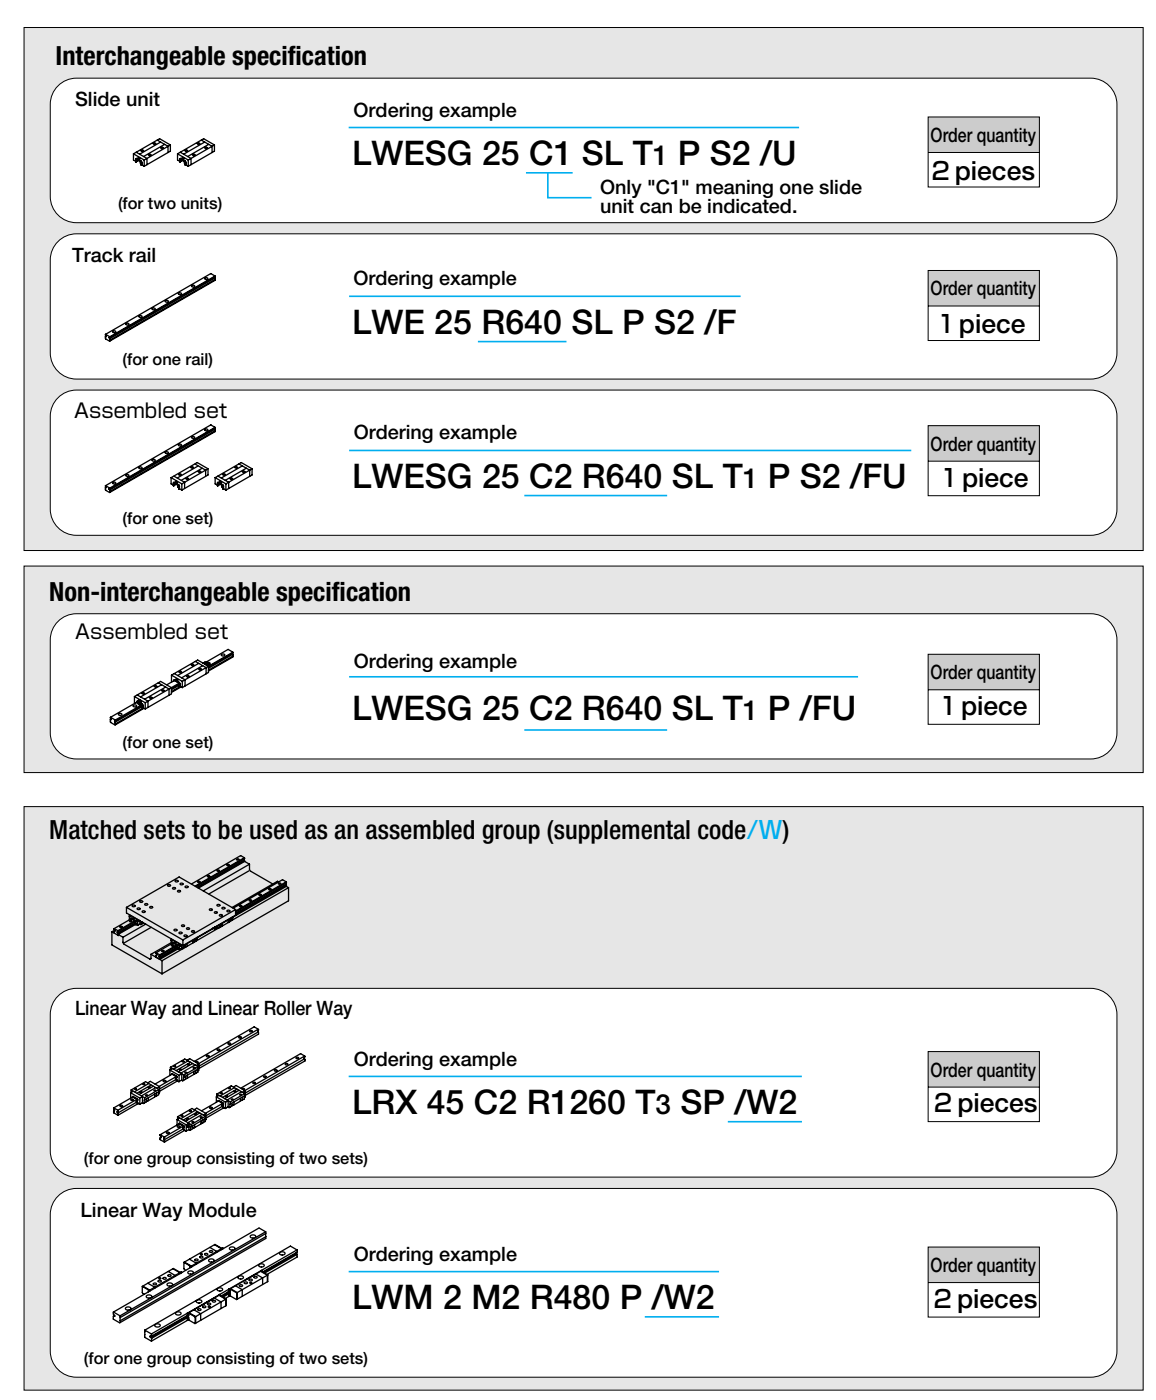 Interchangeable specification
Slide unit
(for two units)
Ordering example
LWESG 25 C1 SL T1 P S2 /U
Only "C1" meaning one slide
unit can be indicated.
Order quantity
2 pieces
Track rail
(for one rail)
Ordering example
LWE 25 R640 SL P S2 /F
Order quantity
1 piece
Assembled set
(for one set)
Ordering example
LWESG 25 C2 R640 SL T1 P S2 /FU
Order quantity
1 piece
Non-interchangeable specification
Assembled set
(for one set)
Ordering example
LWESG 25 C2 R640 SL T1 P /FU
Order quantity
1 piece
Matched sets to be used as an assembled group (supplemental code/W)
Linear Way and Linear Roller Way
(for one group consisting of two sets)
Ordering example
LRX 45 C2 R1260 T3 SP /W2
Order quantity
2 pieces
Linear Way Module
(for one group consisting of two sets)
Ordering example
LWM 2 M2 R480 P /W2
Order quantity
2 pieces